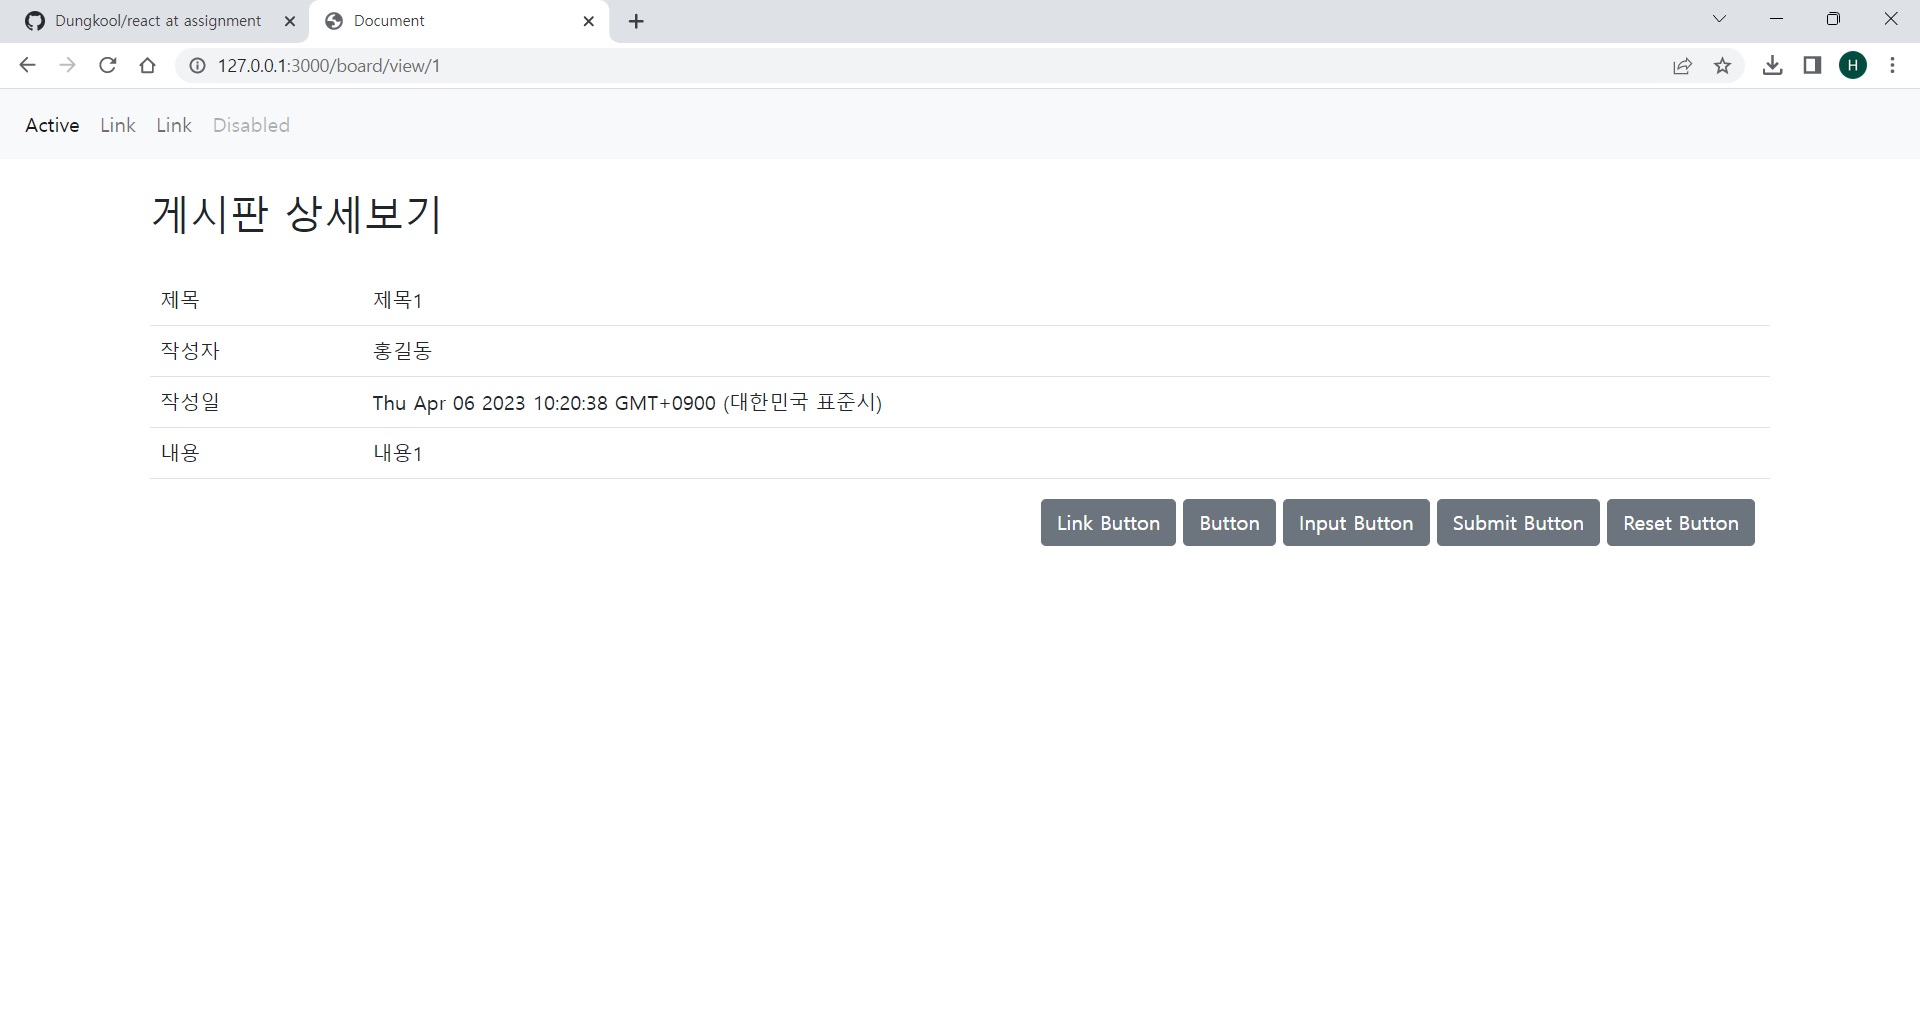 Dungkool/react at assignment
Document
127.0.0.1:3000/board/view/1
H
Active Link Link Disabled
게시판 상세보기
제목 제목1
작성자 홍길동
작성일 Thu Apr 06 2023 10:20:38 GMT+0900 (대한민국 표준시)
내용 내용1
Link Button Button Input Button Submit Button Reset Button